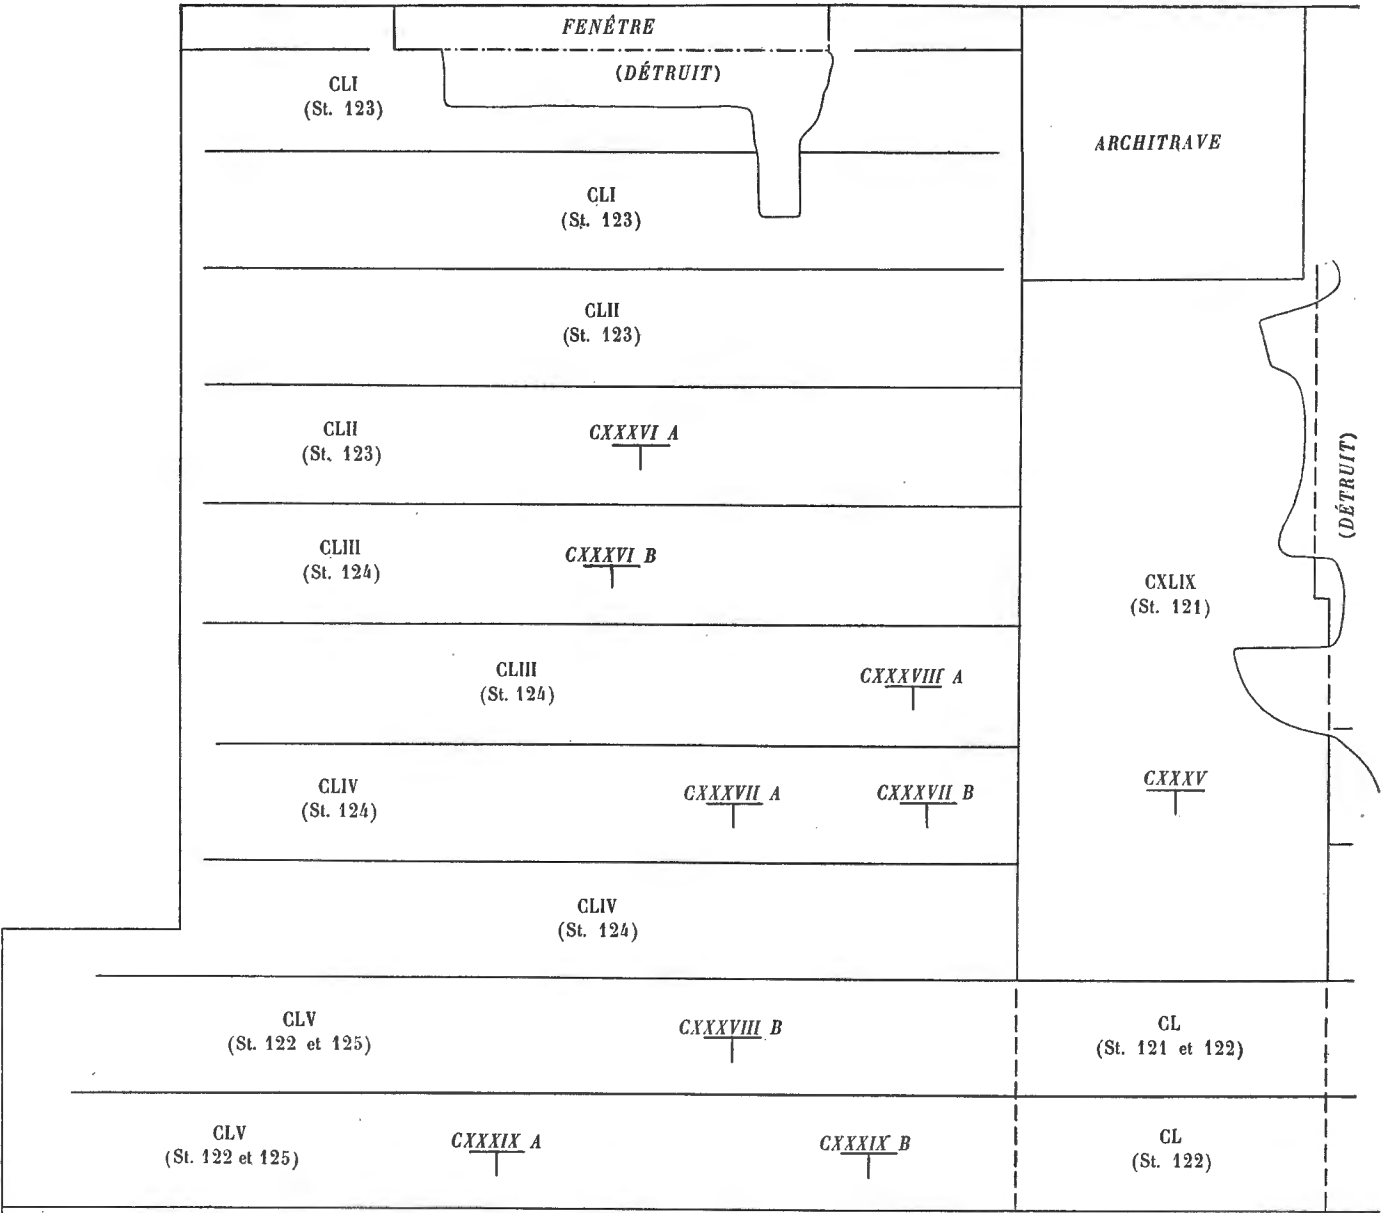 FENÊTRE
(DÉTRUIT)
CLI
(St. 123)
ARCHITRAVE
CLI
(St. 123)
CLII
(St. 123)
CLII
(St. 123)
CXXXVI A
(DÉTRUIT)
CLIII
(St. 124)
CXXXVI B
CXLIX
(St. 121)
CLIII
(St. 124)
CXXXVIII A
CLIV
(St. 124)
CXXXVII A
CXXXVII B
CXXXV
CLIV
(St. 124)
CLV
(St. 122 et 125)
CXXXVIII B
CL
(St. 121 et 122)
CLV
(St. 122 et 125)
CXXXIX A
CXXXIX B
CL
(St. 122)